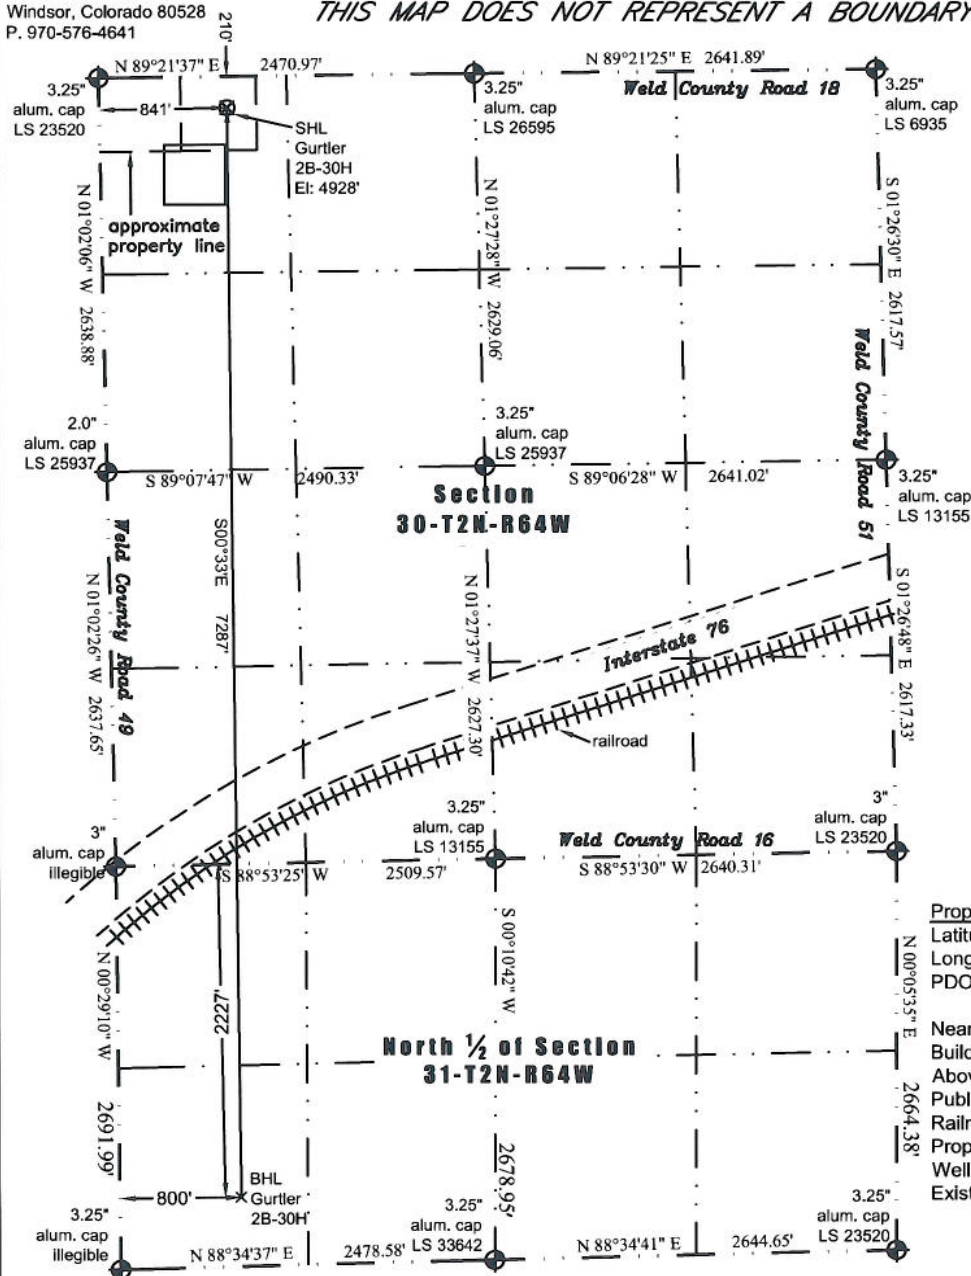 Windsor, Colorado 80528
P. 970-576-4641
THIS MAP DOES NOT REPRESENT A BOUNDARY
210'
N 89°21'37" E 2470.97'
N 89°21'25" E 2641.89'
Weld County Road 18
3.25"
alum. cap
LS 23520
841'
3.25"
alum. cap
LS 26595
3.25"
alum. cap
LS 6935
SHL
Gurtler
2B-30H
El: 4928'
approximate
property line
N 01°02'06" W 2638.88'
N 01°27'28" W 2629.06'
S 01°26'30" E 2617.57'
Weld County Road 51
2.0"
alum. cap
LS 25937
3.25"
alum. cap
LS 25937
3.25"
alum. cap
LS 13155
S 89°07'47" W 2490.33'
S 89°06'28" W 2641.02'
Section
30-T2N-R64W
Weld County Road 49
N 01°02'26" W 2637.65'
S00°33'E 7287'
N 01°27'37" W 2627.30'
S 01°26'48" E 2617.33'
Interstate 76
railroad
3"
alum. cap
illegible
3.25"
alum. cap
LS 13155
3"
alum. cap
LS 23520
Weld County Road 16
S 88°53'25" W 2509.57'
S 88°53'30" W 2640.31'
N 00°29'10" W 2691.99'
2227'
S 00°10'42" W 2678.95'
N 00°05'35" E 2664.38'
North ½ of Section
31-T2N-R64W
Prop
Latitu
Long
PDO
Near
Build
Abov
Publ
Railr
Prop
Well
Exist
800'
BHL
Gurtler
2B-30H
3.25"
alum. cap
illegible
3.25"
alum. cap
LS 33642
3.25"
alum. cap
LS 23520
N 88°34'37" E 2478.58'
N 88°34'41" E 2644.65'